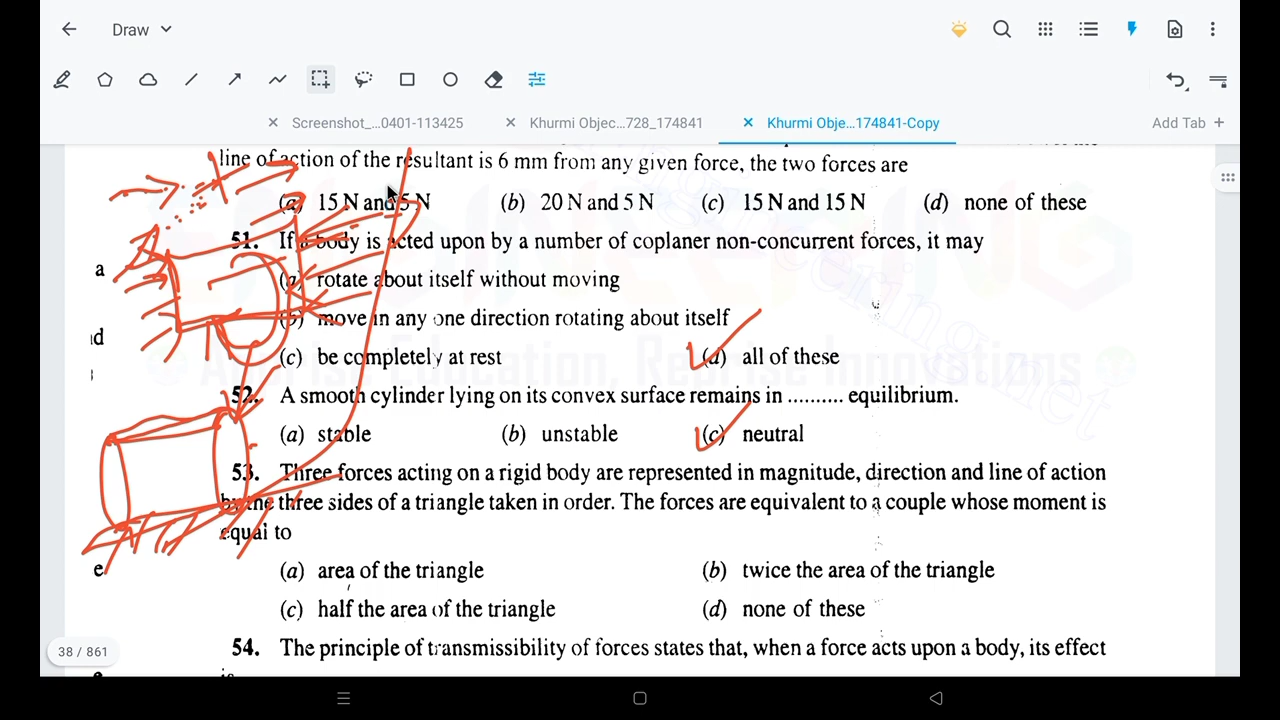 Draw
Screenshot_...0401-113425
Khurmi Objec...728_174841
Khurmi Obje...174841-Copy
Add Tab +
line of action of the resultant is 6 mm from any given force, the two forces are
(a) 15 N and 5 N (b) 20 N and 5 N (c) 15 N and 15 N (d) none of these
51. If a body is acted upon by a number of coplaner non-concurrent forces, it may
(a) rotate about itself without moving
(b) move in any one direction rotating about itself
(c) be completely at rest (d) all of these
52. A smooth cylinder lying on its convex surface remains in .......... equilibrium.
(a) stable (b) unstable (c) neutral
53. Three forces acting on a rigid body are represented in magnitude, direction and line of action
by the three sides of a triangle taken in order. The forces are equivalent to a couple whose moment is
equal to
(a) area of the triangle (b) twice the area of the triangle
(c) half the area of the triangle (d) none of these
54. The principle of transmissibility of forces states that, when a force acts upon a body, its effect
a
e
38 / 861